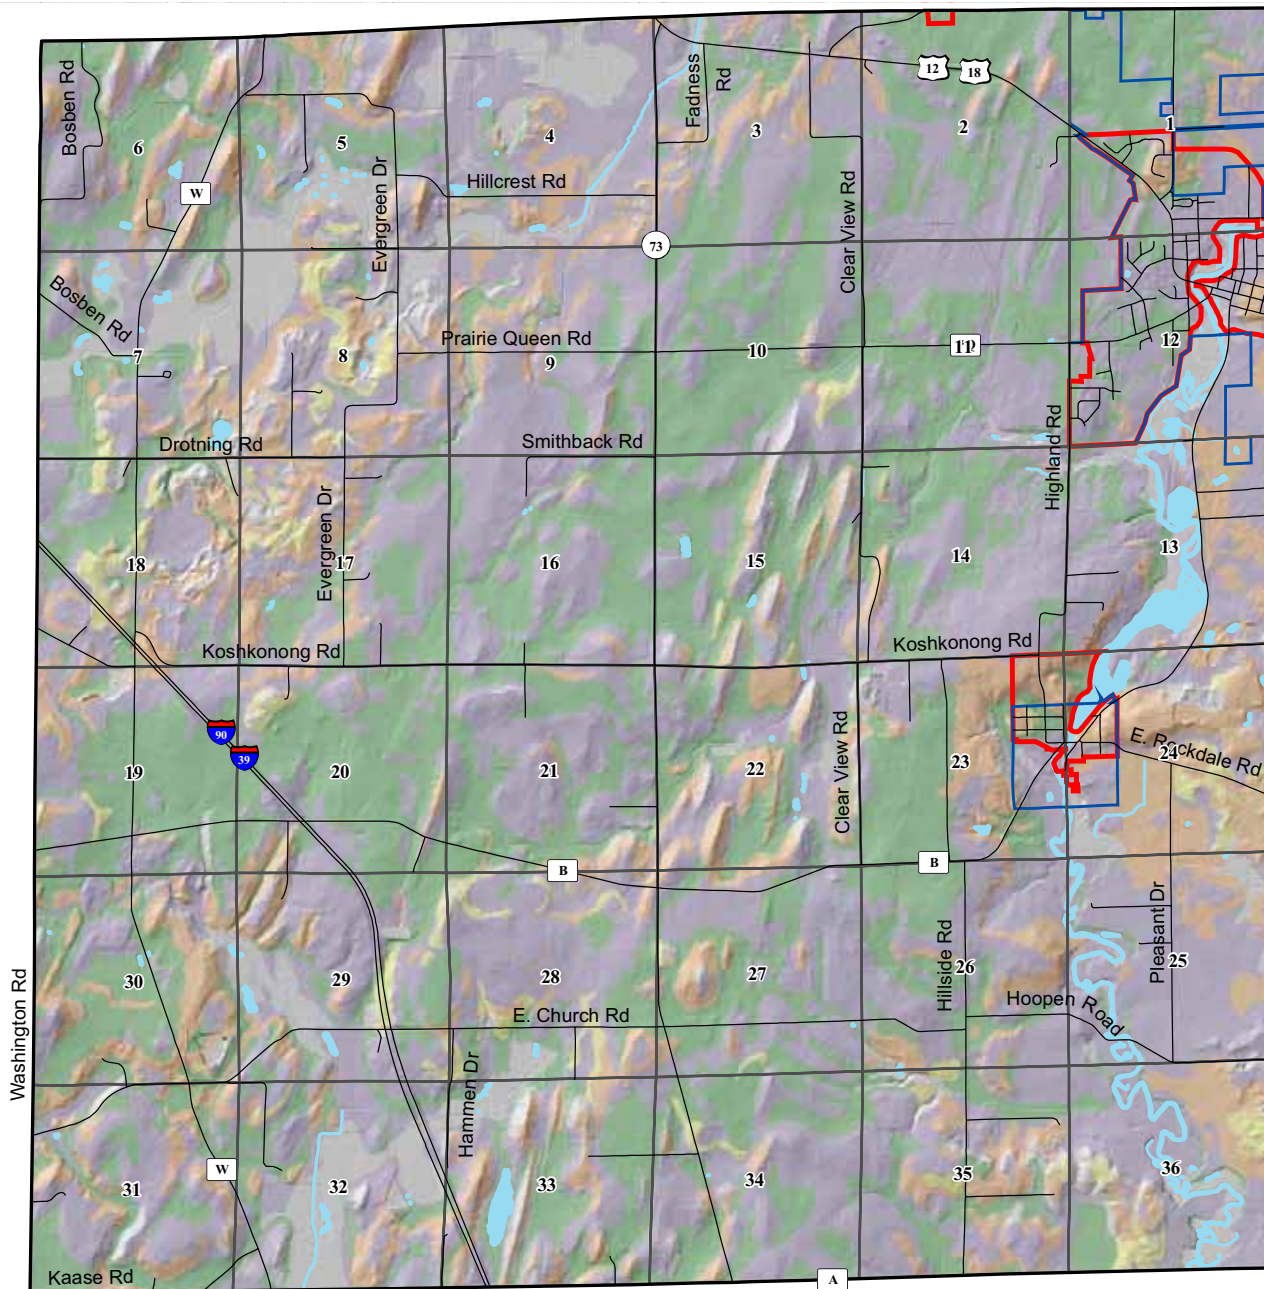 Bosben Rd
Fadness
Rd
12
18
6
5
4
3
2
1
Evergreen Dr
Hillcrest Rd
W
Clear View Rd
73
Bosben Rd
Prairie Queen Rd
7
8
9
10
11
12
Drotning Rd
Smithback Rd
Highland Rd
Evergreen Dr
18
17
16
15
14
13
Koshkonong Rd
Koshkonong Rd
90
39
Clear View Rd
E. Rockdale Rd
19
20
21
22
23
24
B
B
Washington Rd
Hillside Rd
Pleasant Dr
30
29
28
27
26
25
Hoopen Road
E. Church Rd
Hammen Dr
W
31
32
33
34
35
36
Kaase Rd
A